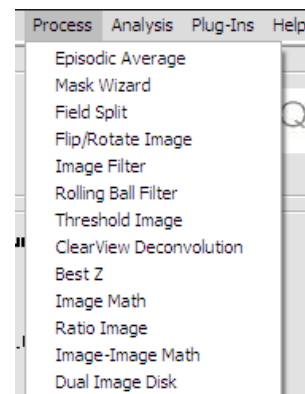 Process Analysis Plug-Ins Help
Episodic Average
Mask Wizard
Field Split
Flip/Rotate Image
Image Filter
Rolling Ball Filter
Threshold Image
ClearView Deconvolution
Best Z
Image Math
Ratio Image
Image-Image Math
Dual Image Disk